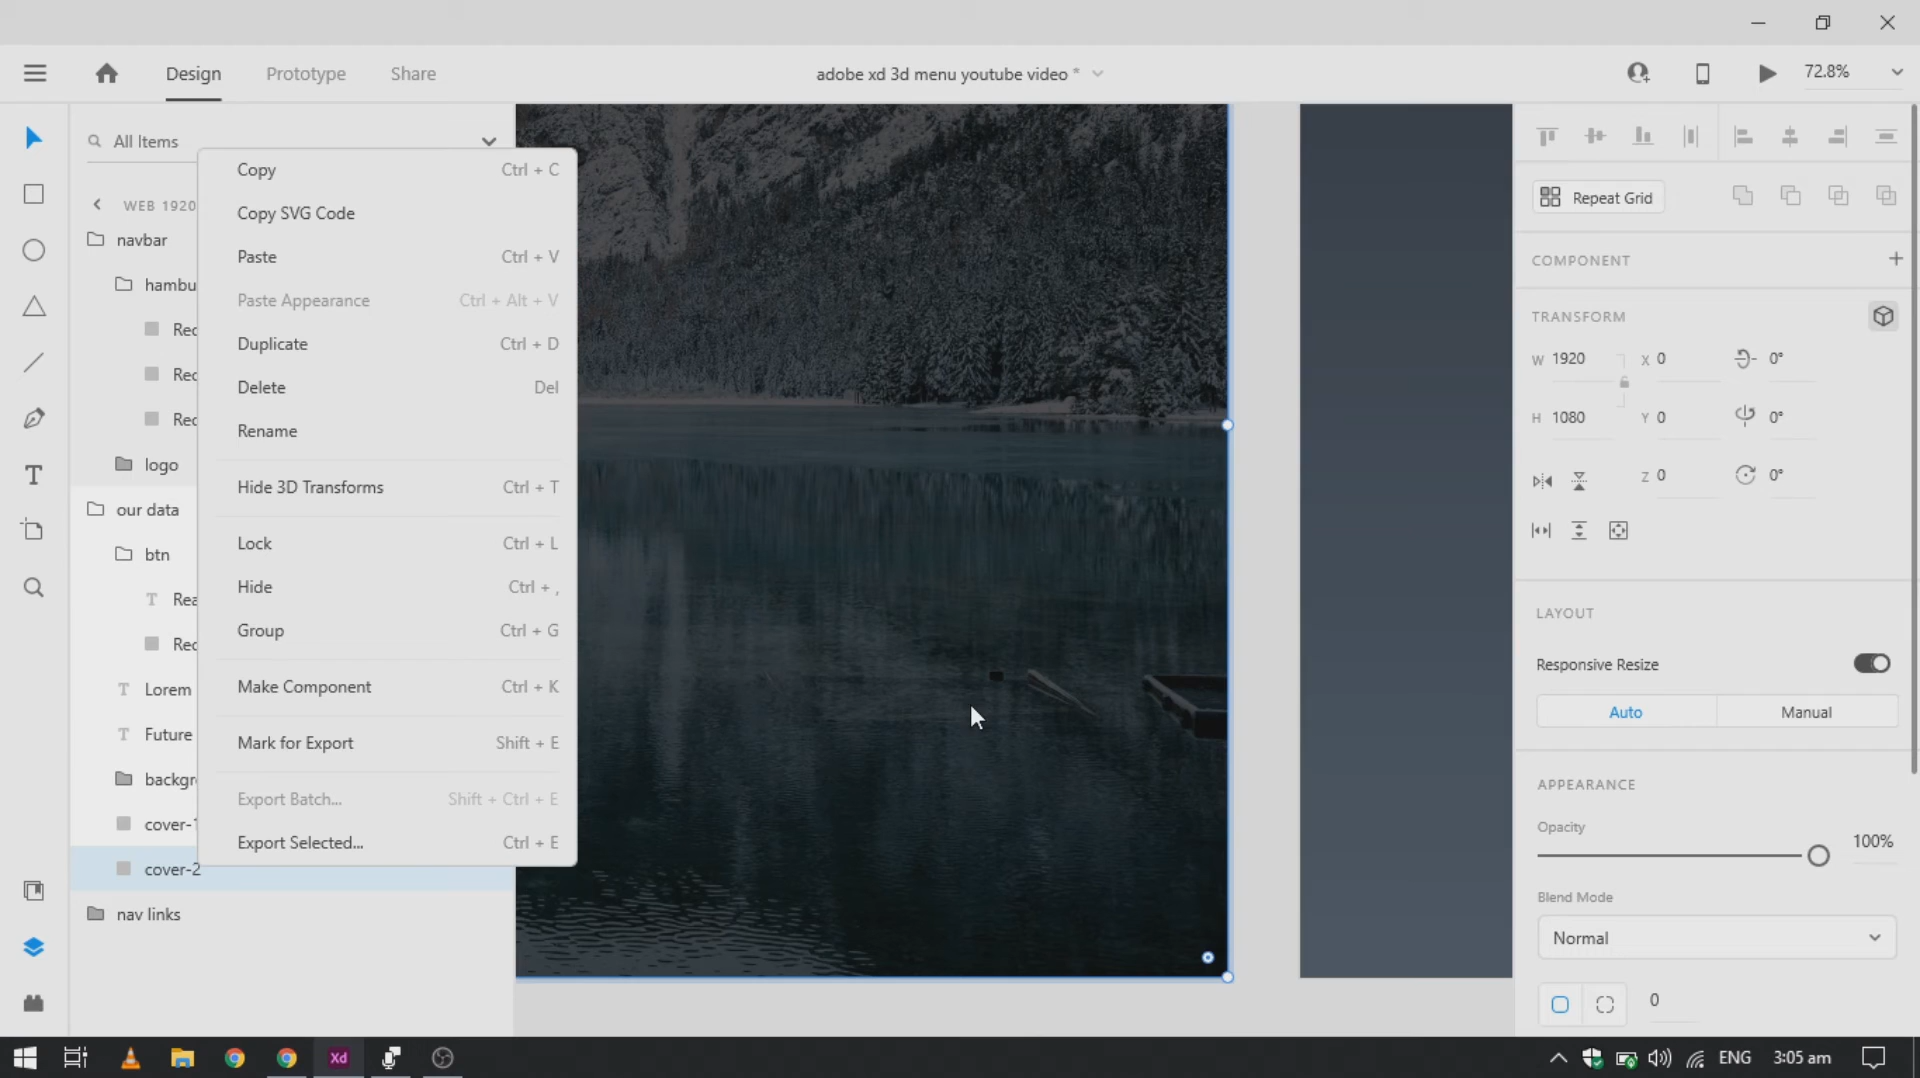 Design
Prototype
Share
adobe xd 3d menu youtube video *
72.8%
All Items
WEB 1920
navbar
hambu
Rec
Rec
Rec
logo
our data
btn
Rea
Rec
Lorem
Future
backgr
cover-1
cover-2
nav links
Copy Ctrl + C
Copy SVG Code
Paste Ctrl + V
Paste Appearance Ctrl + Alt + V
Duplicate Ctrl + D
Delete Del
Rename
Hide 3D Transforms Ctrl + T
Lock Ctrl + L
Hide Ctrl + ,
Group Ctrl + G
Make Component Ctrl + K
Mark for Export Shift + E
Export Batch... Shift + Ctrl + E
Export Selected... Ctrl + E
Repeat Grid
COMPONENT
TRANSFORM
W 1920 X 0 0°
H 1080 Y 0 0°
Z 0 0°
LAYOUT
Responsive Resize
Auto Manual
APPEARANCE
Opacity
100%
Blend Mode
Normal
0
Xd
ENG 3:05 am